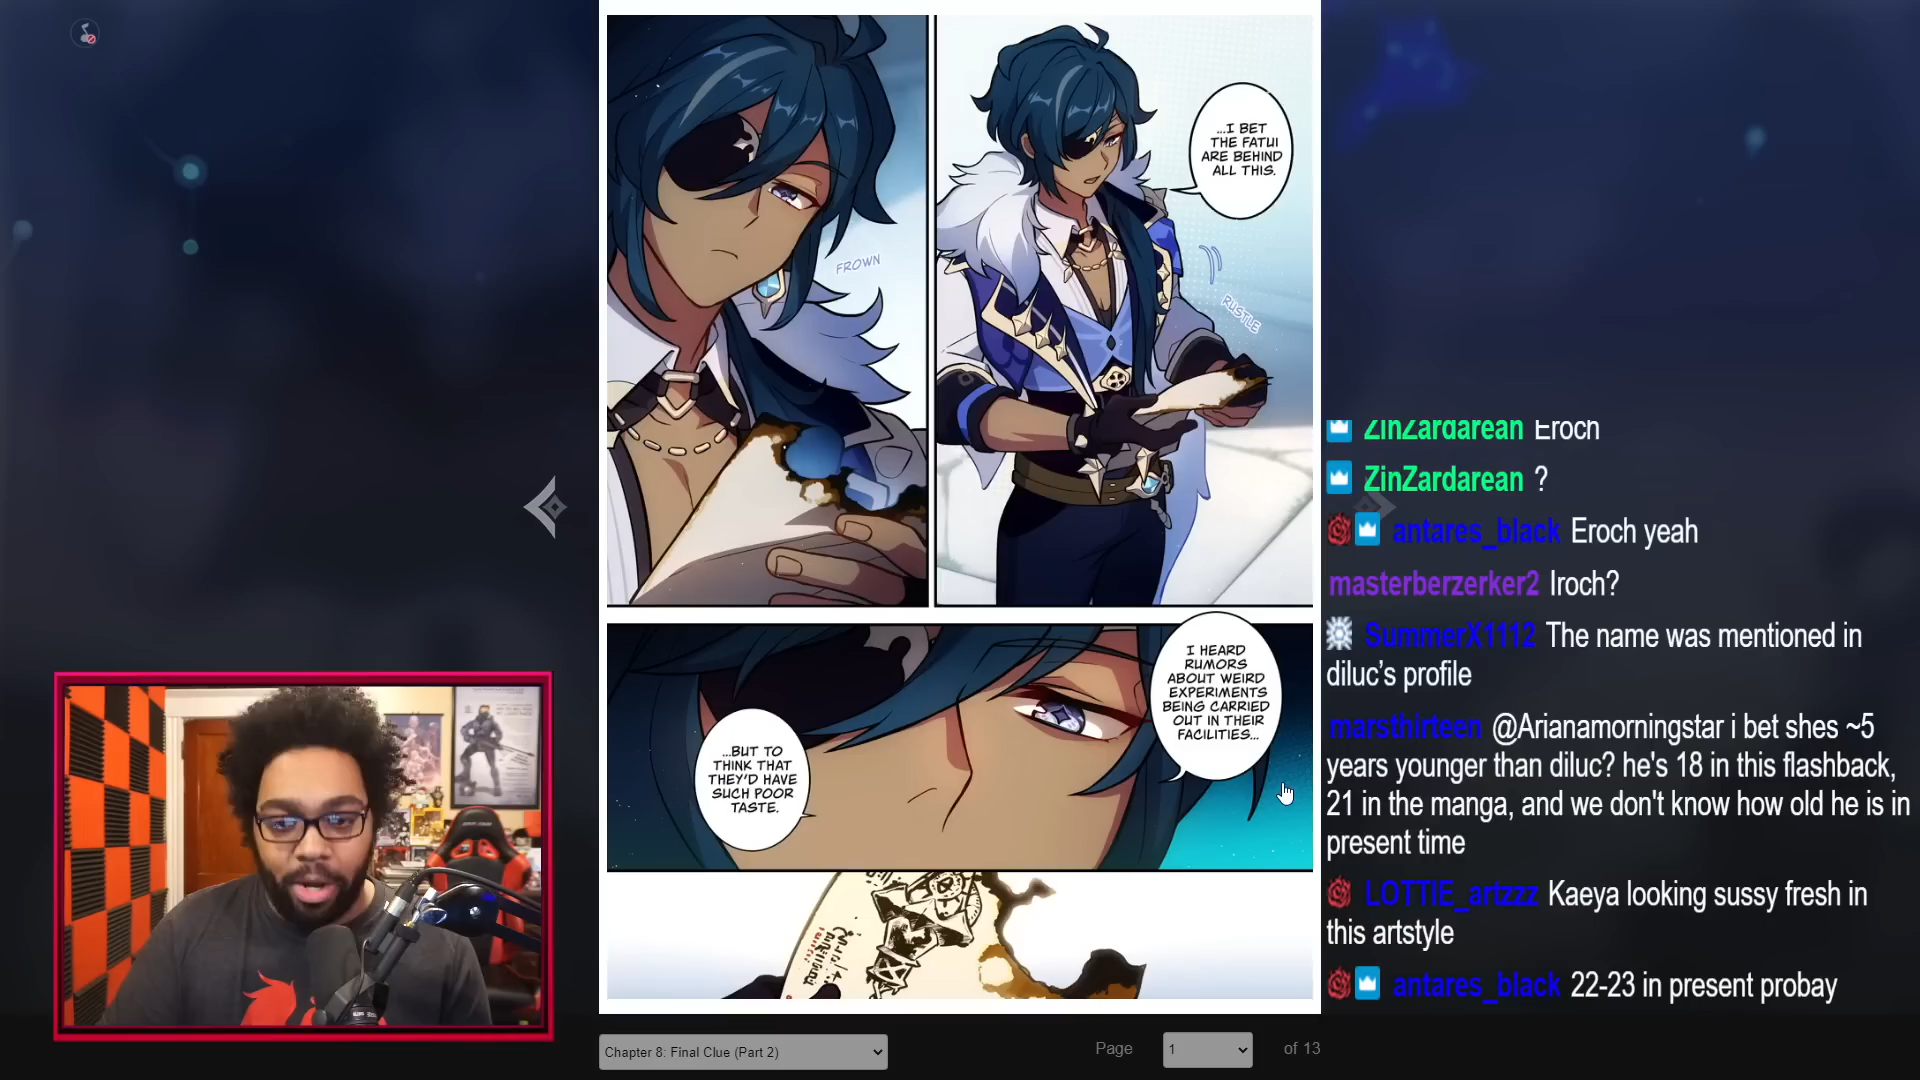 ...I BET
THE FATUI
ARE BEHIND
ALL THIS.
FROWN
RUSTLE
I HEARD
RUMORS
ABOUT WEIRD
EXPERIMENTS
BEING CARRIED
OUT IN THEIR
FACILITIES...
...BUT TO
THINK THAT
THEY'D HAVE
SUCH POOR
TASTE.
ZinZardarean Eroch
ZinZardarean ?
antares_black Eroch yeah
masterberzerker2 Iroch?
SummerX1112 The name was mentioned in
diluc's profile
marsthirteen @Arianamorningstar i bet shes ~5
years younger than diluc? he's 18 in this flashback,
21 in the manga, and we don't know how old he is in
present time
LOTTIE_artzzz Kaeya looking sussy fresh in
this artstyle
antares_black 22-23 in present probay
Chapter 8: Final Clue (Part 2)
Page 1 of 13